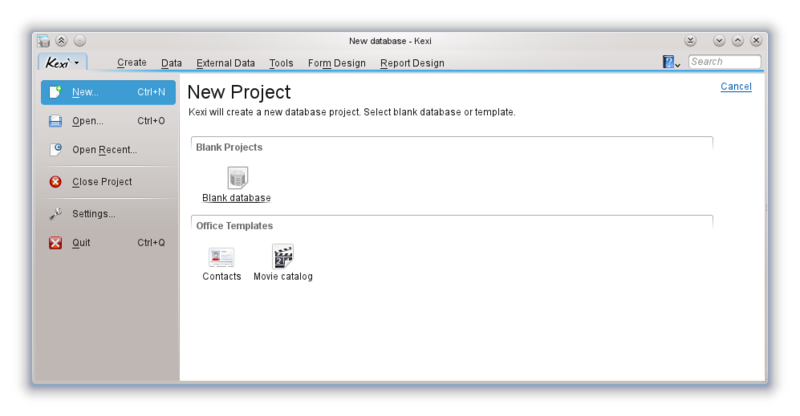 New database - Kexi
Kexi Create Data External Data Tools Form Design Report Design Search
New... Ctrl+N
Open... Ctrl+O
Open Recent...
Close Project
Settings...
Quit Ctrl+Q
New Project
Cancel
Kexi will create a new database project. Select blank database or template.
Blank Projects
Blank database
Office Templates
Contacts Movie catalog